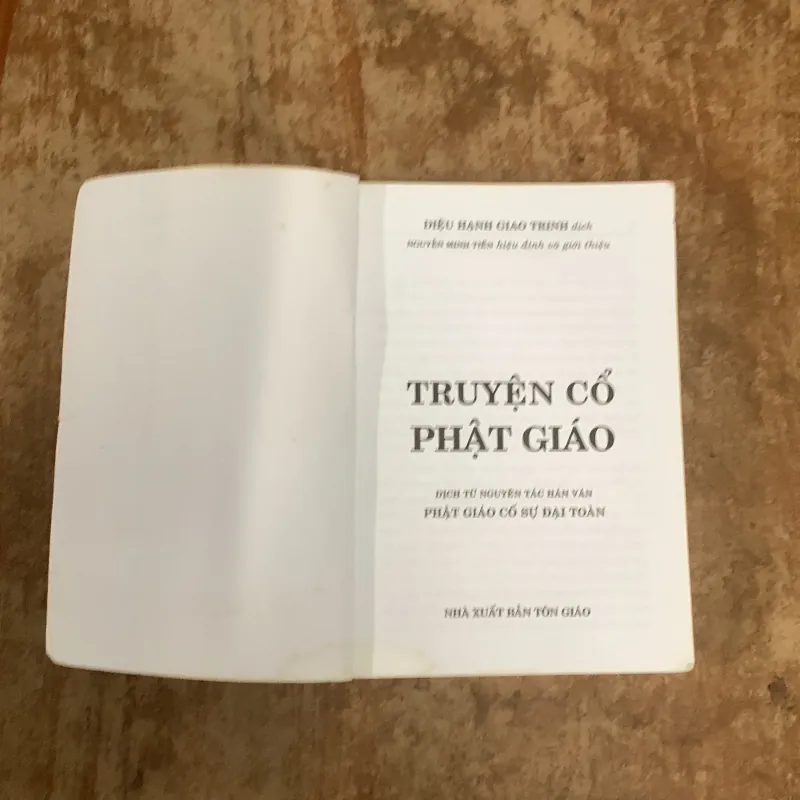 DIỆU HẠNH GIAO TRINH dịch
NGUYỄN MINH TIẾN hiệu đính và giới thiệu
TRUYỆN CỔ
PHẬT GIÁO
DỊCH TỪ NGUYÊN TÁC HÁN VĂN
PHẬT GIÁO CỐ SỰ ĐẠI TOÀN
NHÀ XUẤT BẢN TÔN GIÁO